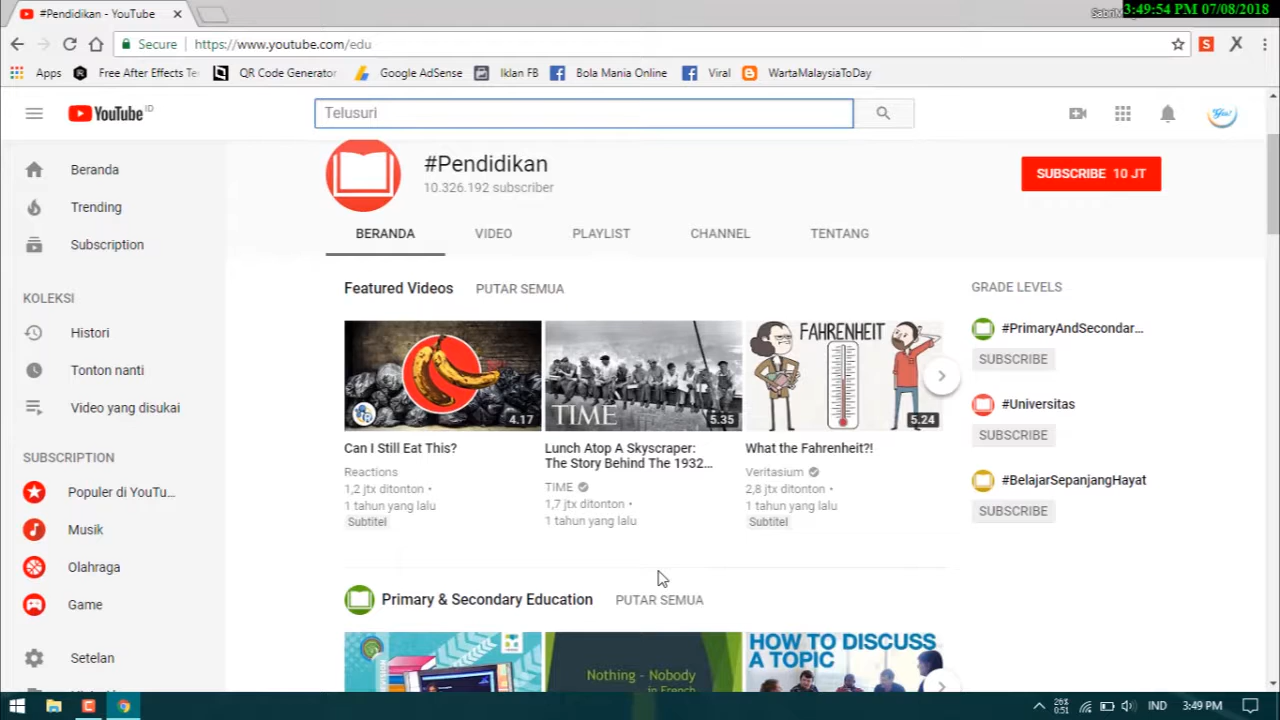 #Pendidikan - YouTube
3:49:54 PM 07/08/2018
Secure
https://www.youtube.com/edu
S
X
Apps
Free After Effects Te
QR Code Generator
Google AdSense
Iklan FB
Bola Mania Online
Viral
WartaMalaysiaToday
YouTube ID
Telusuri
#Pendidikan
10.326.192 subscriber
SUBSCRIBE 10 JT
Beranda
Trending
Subscription
KOLEKSI
Histori
Tonton nanti
Video yang disukai
SUBSCRIPTION
Populer di YouTu...
Musik
Olahraga
Game
Setelan
BERANDA
VIDEO
PLAYLIST
CHANNEL
TENTANG
Featured Videos
PUTAR SEMUA
4.17
Can I Still Eat This?
Reactions
1,2 jtx ditonton •
1 tahun yang lalu
Subtitel
TIME
5.35
Lunch Atop A Skyscraper:
The Story Behind The 1932...
TIME
1,7 jtx ditonton •
1 tahun yang lalu
FAHRENHEIT
5.24
What the Fahrenheit?!
Veritasium
2,8 jtx ditonton •
1 tahun yang lalu
Subtitel
GRADE LEVELS
#PrimaryAndSecondar...
SUBSCRIBE
#Universitas
SUBSCRIBE
#BelajarSepanjangHayat
SUBSCRIBE
Primary & Secondary Education
PUTAR SEMUA
Nothing - Nobody
in French
HOW TO DISCUSS
A TOPIC
26%
0:51
IND
3:49 PM